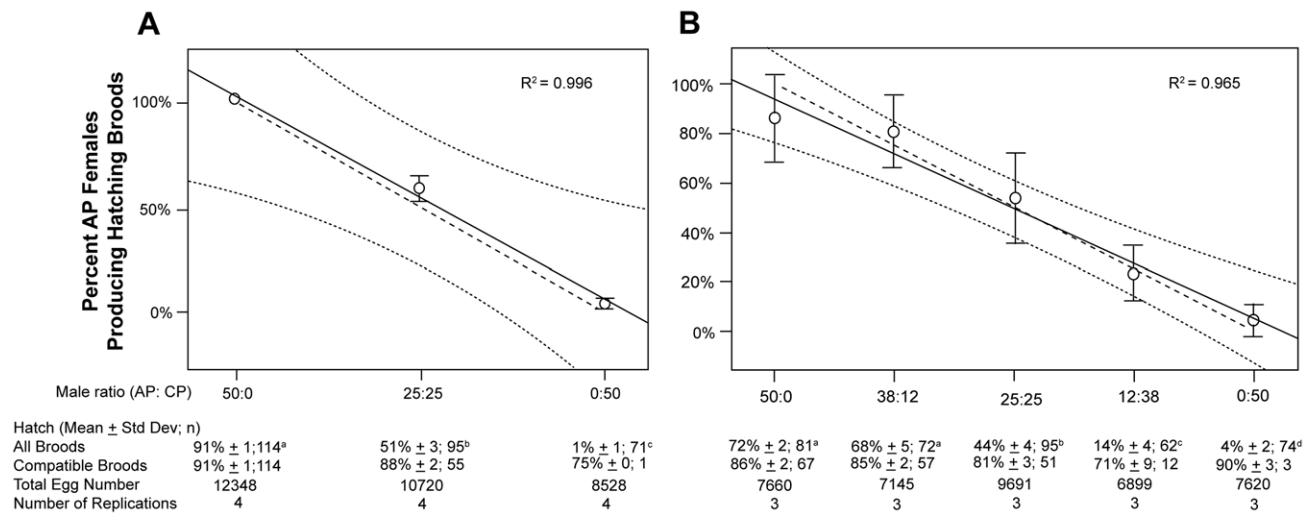 A
B
Percent AP Females
Producing Hatching Broods
R² = 0.996
100%
50%
0%
R² = 0.965
100%
80%
60%
40%
20%
0%
Male ratio (AP: CP) 50:0 25:25 0:50 50:0 38:12 25:25 12:38 0:50
Hatch (Mean ± Std Dev; n)
All Broods 91% ± 1;114ᵃ 51% ± 3; 95ᵇ 1% ± 1; 71ᶜ 72% ± 2; 81ᵃ 68% ± 5; 72ᵃ 44% ± 4; 95ᵇ 14% ± 4; 62ᶜ 4% ± 2; 74ᵈ
Compatible Broods 91% ± 1;114 88% ± 2; 55 75% ± 0; 1 86% ± 2; 67 85% ± 2; 57 81% ± 3; 51 71% ± 9; 12 90% ± 3; 3
Total Egg Number 12348 10720 8528 7660 7145 9691 6899 7620
Number of Replications 4 4 4 3 3 3 3 3